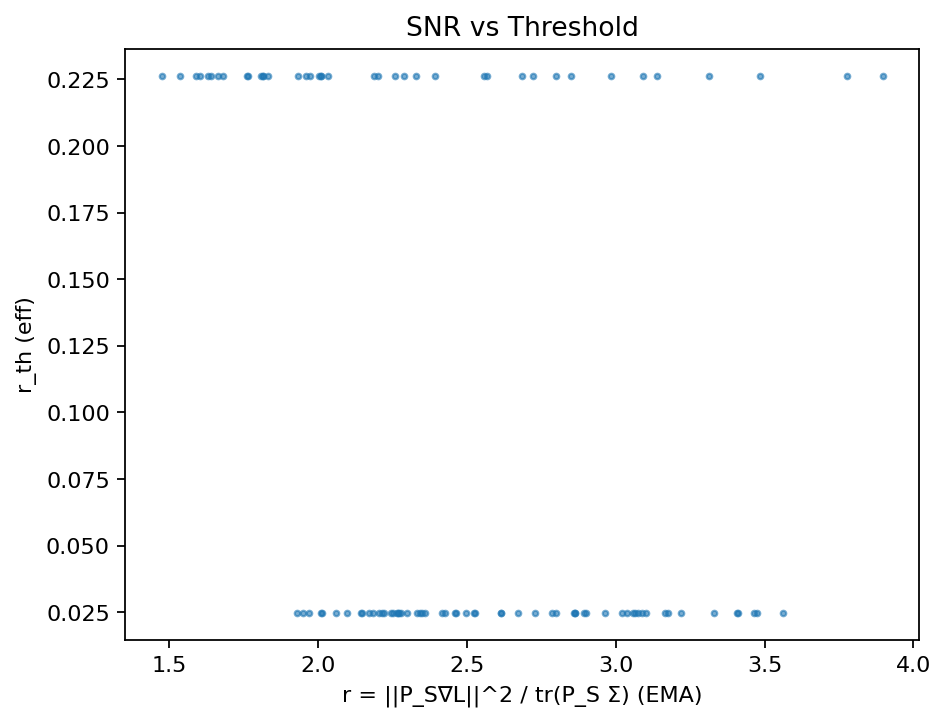 SNR vs Threshold
r_th (eff)
0.225
0.200
0.175
0.150
0.125
0.100
0.075
0.050
0.025
1.5 2.0 2.5 3.0 3.5 4.0
r = ||P_S∇L||^2 / tr(P_S Σ) (EMA)